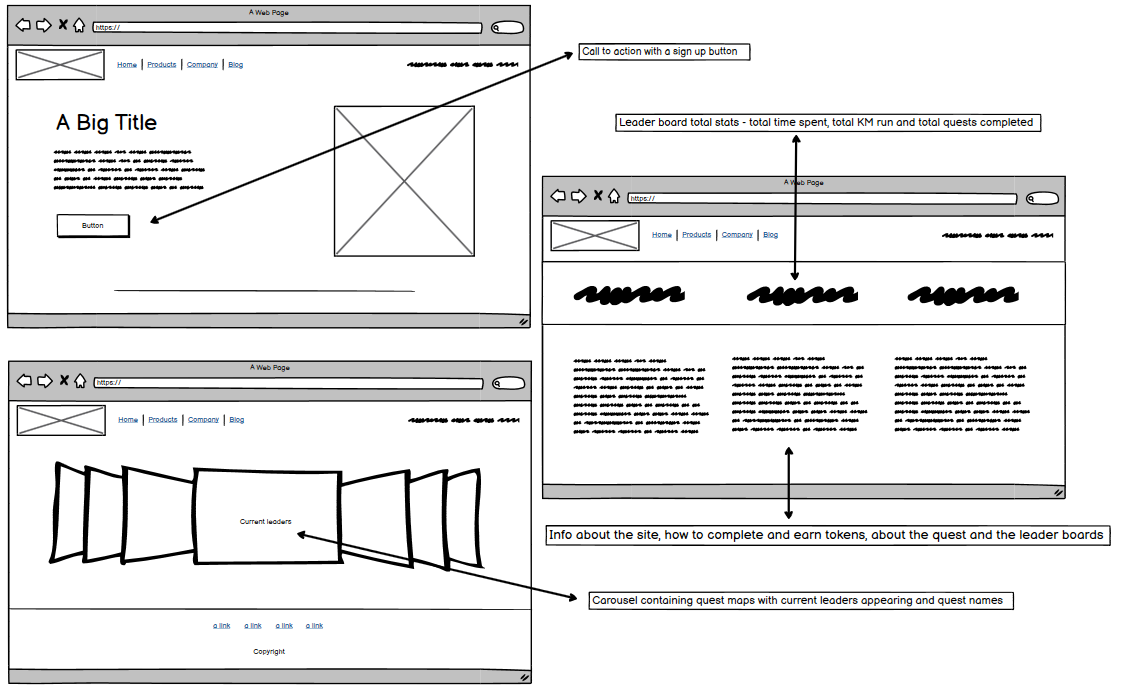 A Web Page
https://
Home Products Company Blog
A Big Title
Button
Call to action with a sign up button
Leader board total stats - total time spent, total KM run and total quests completed
A Web Page
https://
Home Products Company Blog
Info about the site, how to complete and earn tokens, about the quest and the leader boards
A Web Page
https://
Home Products Company Blog
Current leaders
Carousel containing quest maps with current leaders appearing and quest names
a link a link a link a link
Copyright